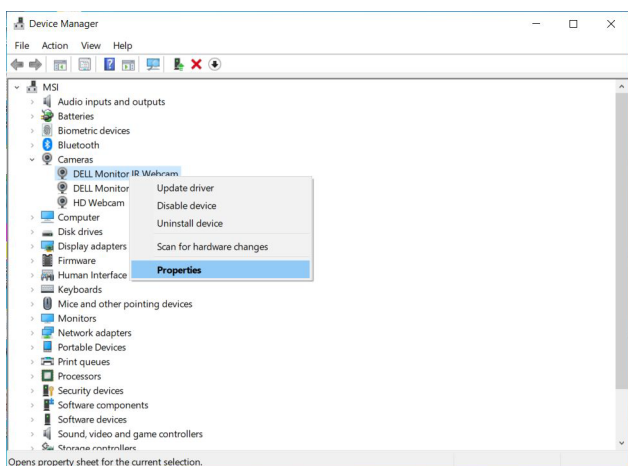 Device Manager
File Action View Help
MSI
Audio inputs and outputs
Batteries
Biometric devices
Bluetooth
Cameras
DELL Monitor IR Webcam
DELL Monitor
HD Webcam
Update driver
Disable device
Uninstall device
Scan for hardware changes
Properties
Computer
Disk drives
Display adapters
Firmware
Human Interface
Keyboards
Mice and other pointing devices
Monitors
Network adapters
Portable Devices
Print queues
Processors
Security devices
Software components
Software devices
Sound, video and game controllers
Storage controllers
Opens property sheet for the current selection.